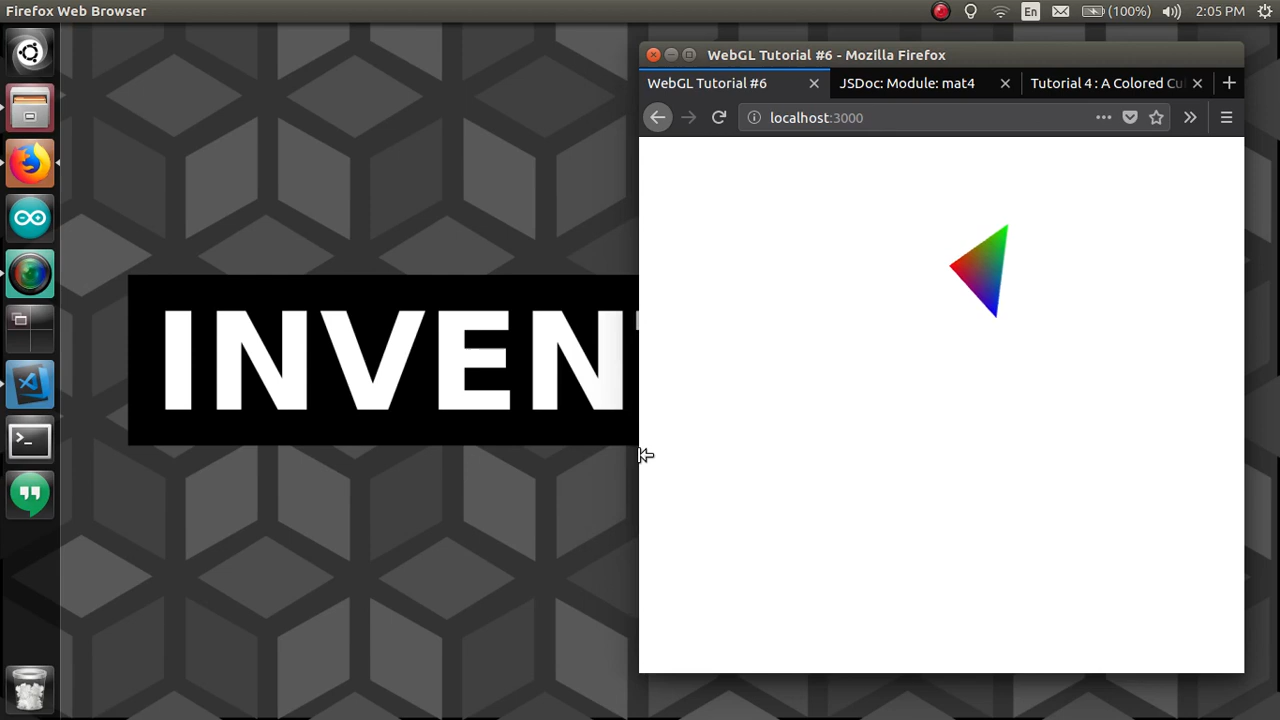 Firefox Web Browser
En
(100%)
2:05 PM
WebGL Tutorial #6 - Mozilla Firefox
WebGL Tutorial #6
JSDoc: Module: mat4
Tutorial 4 : A Colored Cu
localhost:3000
INVEN